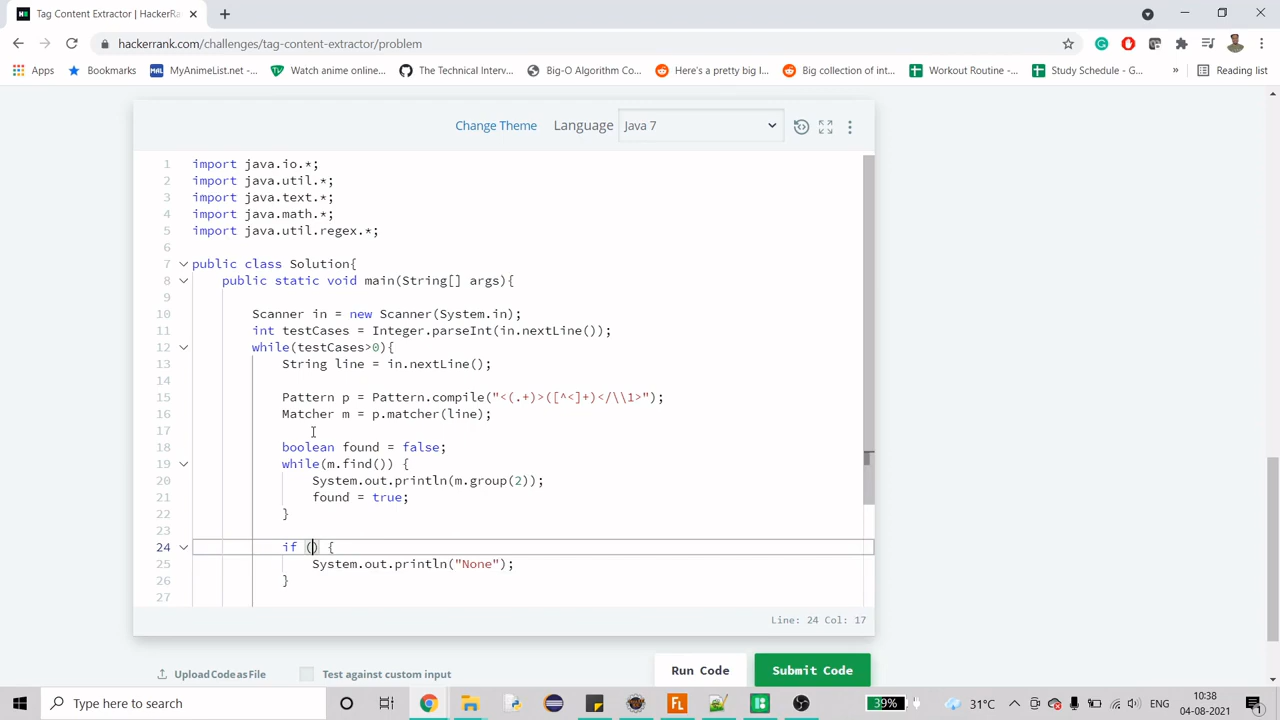 Tag Content Extractor | HackerRa
hackerrank.com/challenges/tag-content-extractor/problem
Apps
Bookmarks
MAL
MyAnimeList.net -...
Watch anime online...
The Technical Interv...
Big-O Algorithm Co...
Here's a pretty big l...
Big collection of int...
Workout Routine -...
Study Schedule - G...
»
Reading list
Change Theme
Language
Java 7
1 import java.io.*;
2 import java.util.*;
3 import java.text.*;
4 import java.math.*;
5 import java.util.regex.*;
6
7 public class Solution{
8 public static void main(String[] args){
9
10 Scanner in = new Scanner(System.in);
11 int testCases = Integer.parseInt(in.nextLine());
12 while(testCases>0){
13 String line = in.nextLine();
14
15 Pattern p = Pattern.compile("<(.+)>([^<]+)</\\1>");
16 Matcher m = p.matcher(line);
17
18 boolean found = false;
19 while(m.find()) {
20 System.out.println(m.group(2));
21 found = true;
22 }
23
24 if () {
25 System.out.println("None");
26 }
27
Line: 24 Col: 17
Upload Code as File
Test against custom input
Run Code
Submit Code
Type here to search
39%
31°C
ENG
10:38
04-08-2021